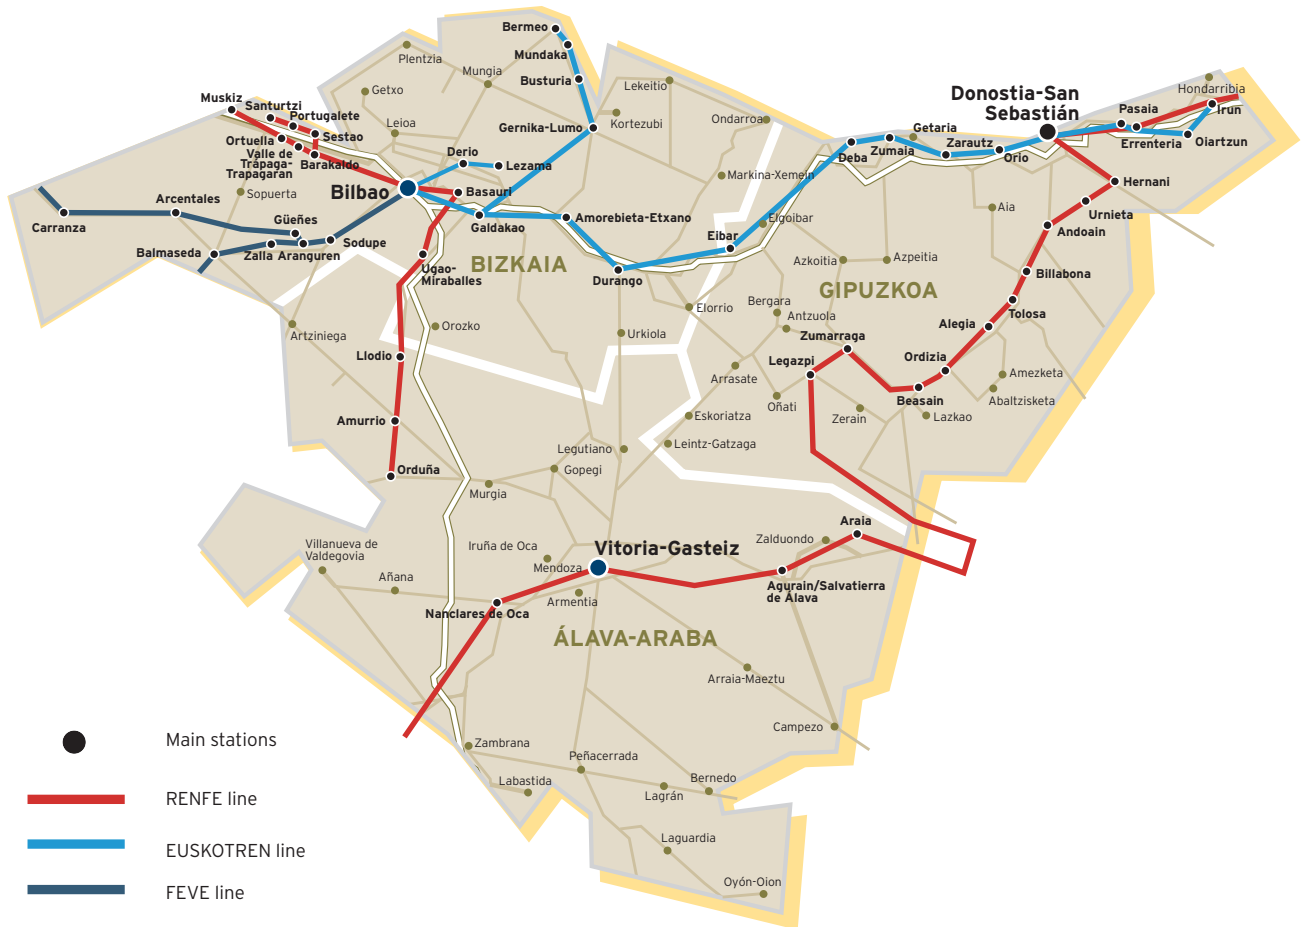 Bermeo
Plentzia
Mundaka
Mungia
Busturia
Lekeitio
Hondarribia
Donostia-San
Sebastián
Getxo
Muskiz
Santurtzi
Portugalete
Leioa
Gernika-Lumo
Kortezubi
Ondarroa
Getaria
Pasaia
Irun
Sestao
Ortuella
Valle de
Trápaga-
Trapagaran
Barakaldo
Derio
Lezama
Deba
Zumaia
Zarautz
Orio
Errenteria
Oiartzun
Markina-Xemein
Hernani
Sopuerta
Bilbao
Basauri
Arcentales
Carranza
Güeñes
Galdakao
Amorebieta-Etxano
Elgoibar
Aia
Urnieta
Andoain
Balmaseda
Zalla
Aranguren
Sodupe
Eibar
Ugao-
Miraballes
BIZKAIA
Durango
Azkoitia
Azpeitia
Billabona
GIPUZKOA
Elorrio
Bergara
Antzuola
Tolosa
Artziniega
Orozko
Urkiola
Zumarraga
Alegia
Llodio
Legazpi
Ordizia
Arrasate
Amezketa
Beasain
Abaltzisketa
Oñati
Zerain
Lazkao
Amurrio
Eskoriatza
Legutiano
Leintz-Gatzaga
Orduña
Gopegi
Murgia
Araia
Villanueva de
Valdegovia
Iruña de Oca
Vitoria-Gasteiz
Zalduondo
Mendoza
Añana
Agurain/Salvatierra
de Álava
Armentia
Nanclares de Oca
ÁLAVA-ARABA
Arraia-Maeztu
Campezo
Zambrana
Peñacerrada
Labastida
Bernedo
Lagrán
Laguardia
Oyón-Oion
Main stations
RENFE line
EUSKOTREN line
FEVE line